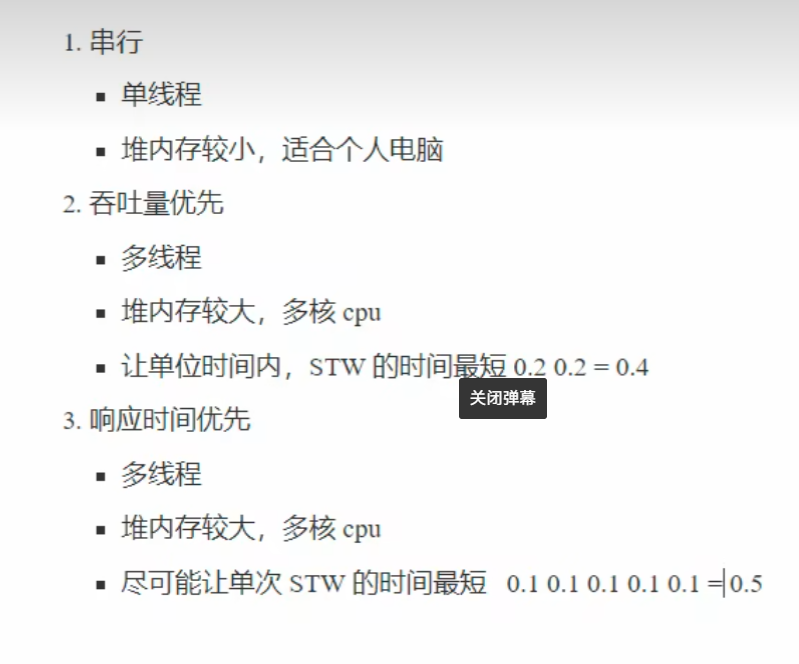 1. 串行
▪ 单线程
▪ 堆内存较小，适合个人电脑
2. 吞吐量优先
▪ 多线程
▪ 堆内存较大，多核 cpu
▪ 让单位时间内，STW 的时间最短 0.2 0.2 = 0.4
关闭弹幕
3. 响应时间优先
▪ 多线程
▪ 堆内存较大，多核 cpu
▪ 尽可能让单次 STW 的时间最短 0.1 0.1 0.1 0.1 0.1 = 0.5